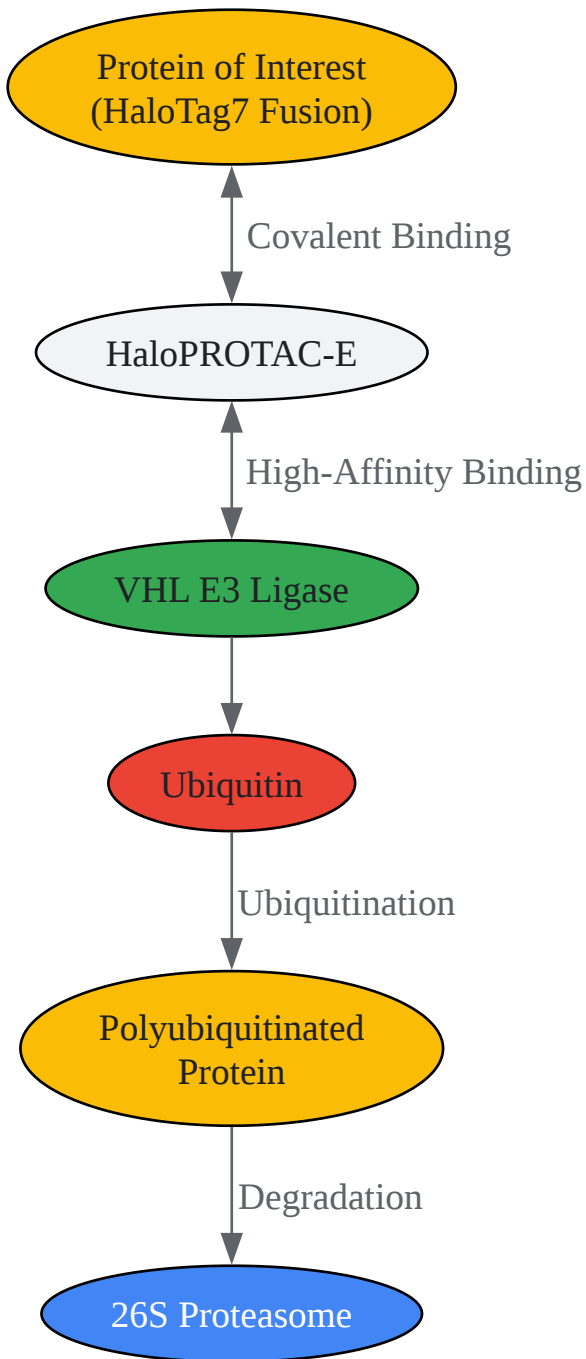 Protein of Interest
(HaloTag7 Fusion)
Covalent Binding
HaloPROTAC-E
High-Affinity Binding
VHL E3 Ligase
Ubiquitin
Ubiquitination
Polyubiquitinated
Protein
Degradation
26S Proteasome